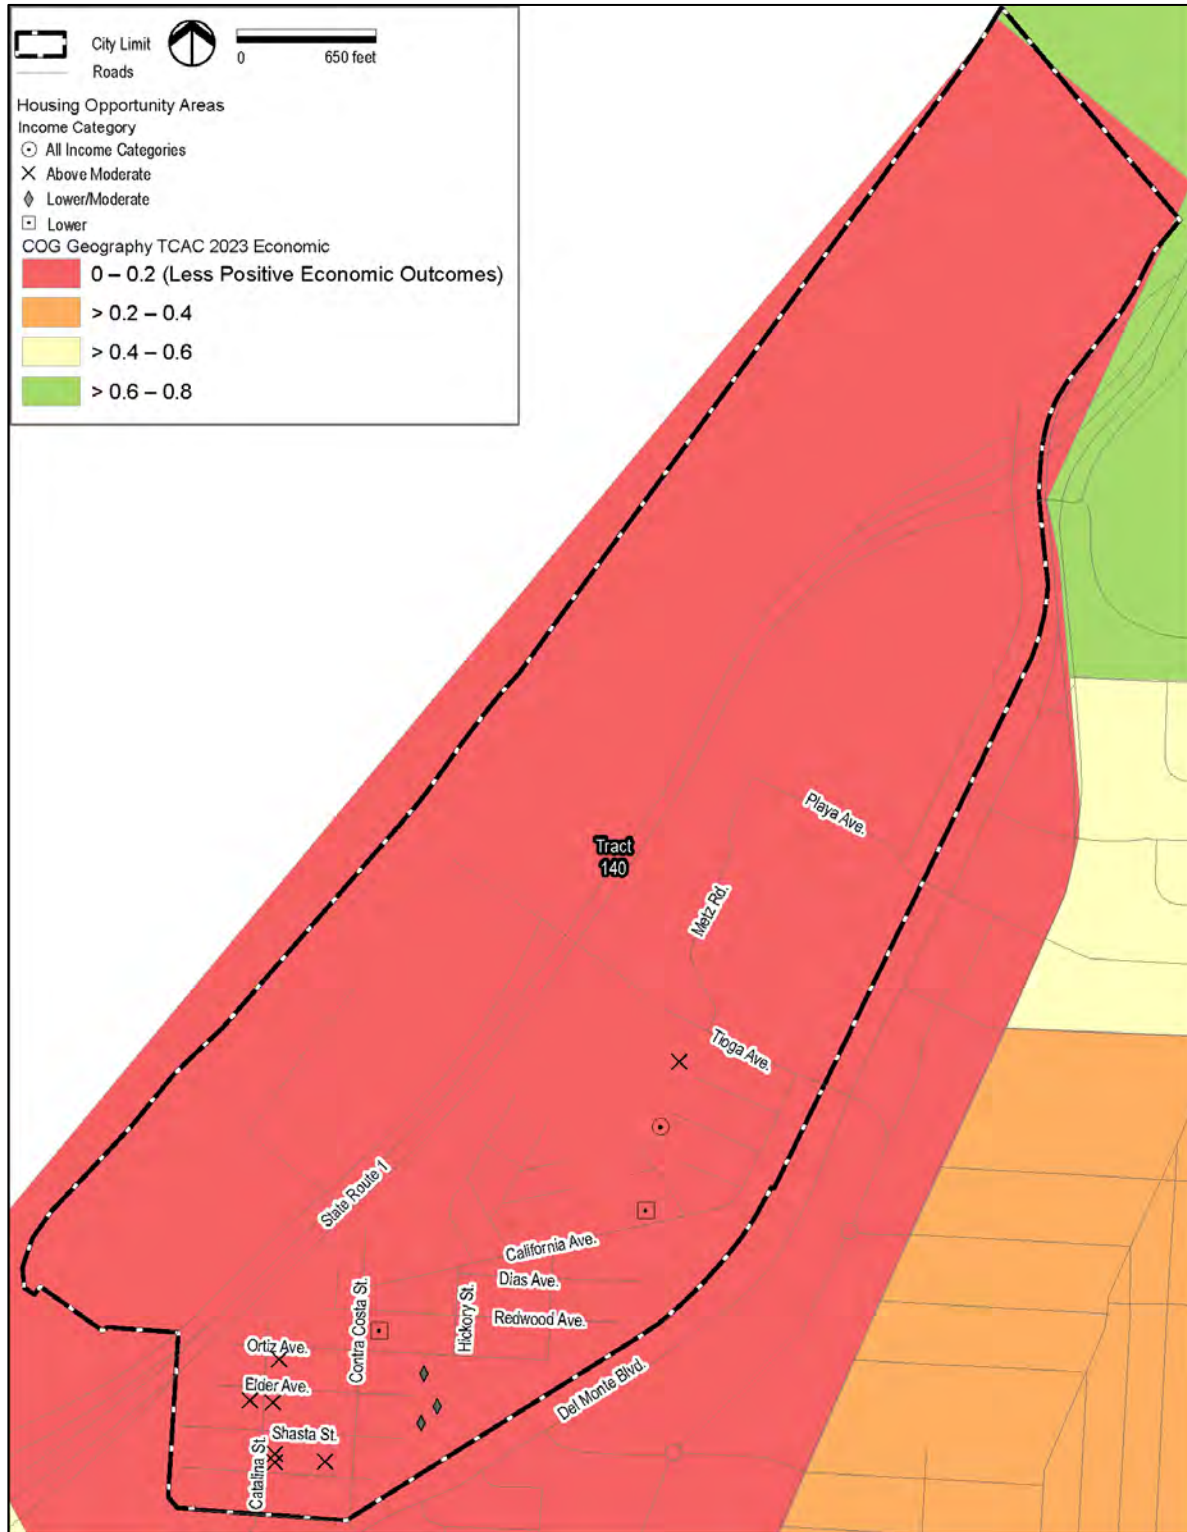 City Limit
0 650 feet
Roads
Housing Opportunity Areas
Income Category
All Income Categories
Above Moderate
Lower/Moderate
Lower
COG Geography TCAC 2023 Economic
0 – 0.2 (Less Positive Economic Outcomes)
> 0.2 – 0.4
> 0.4 – 0.6
> 0.6 – 0.8
Playa Ave.
Tract
140
Metz Rd.
Tioga Ave.
State Route 1
California Ave.
Dias Ave.
Contra Costa St.
Hickory St.
Redwood Ave.
Ortiz Ave.
Elder Ave.
Del Monte Blvd.
Shasta St.
Catalina St.